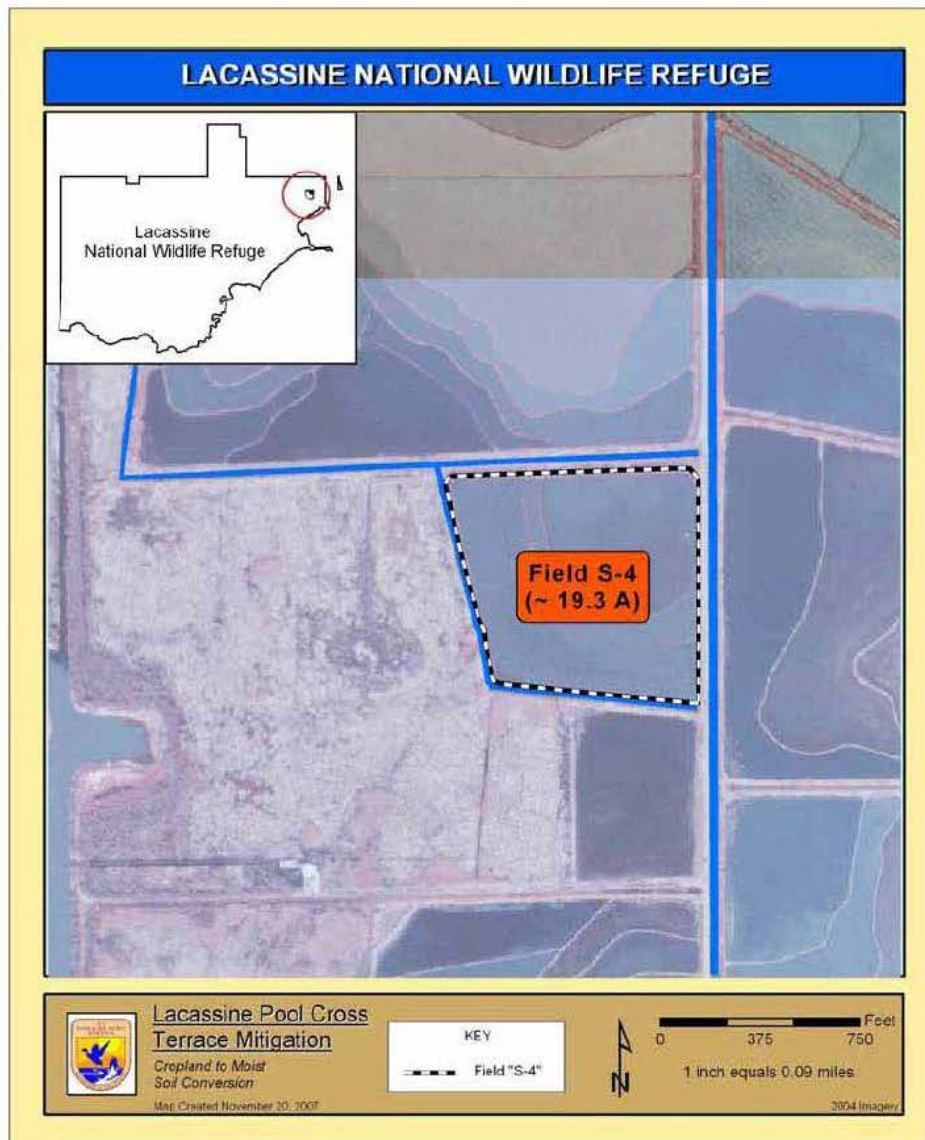 LACASSINE NATIONAL WILDLIFE REFUGE
Lacassine
National Wildlife Refuge
Field S-4
(~ 19.3 A)
Lacassine Pool Cross
Terrace Mitigation
Cropland to Moist
Soil Conversion
Map Created November 20, 2007
KEY
Field "S-4"
N
Feet
0 375 750
1 inch equals 0.09 miles
2004 Imagery